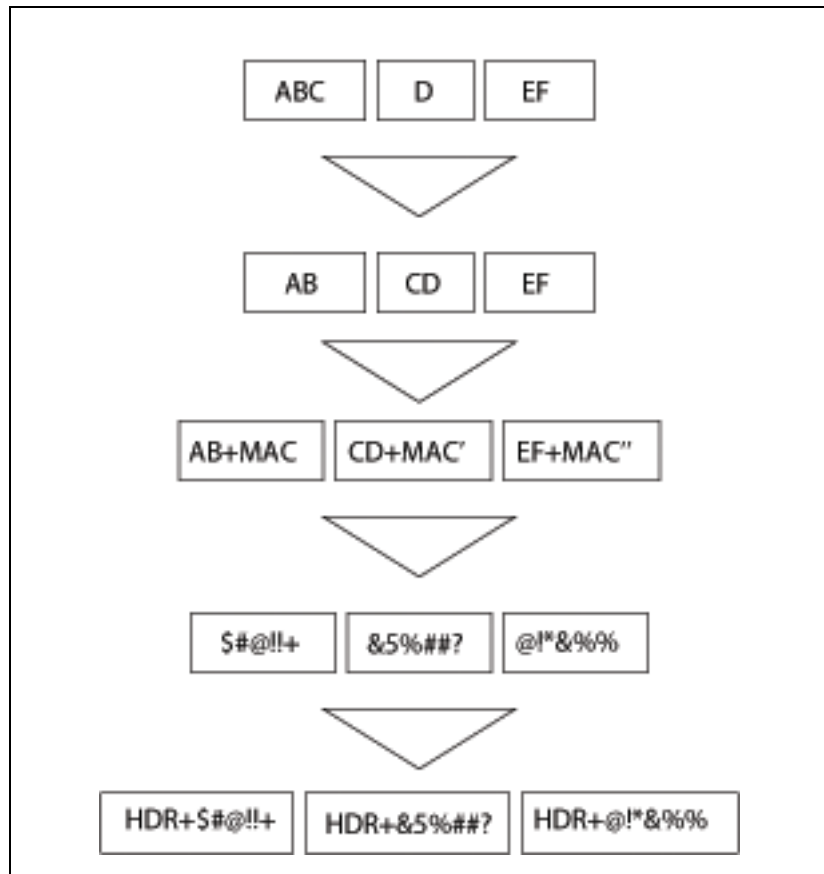 ABC D EF
AB CD EF
AB+MAC CD+MAC’ EF+MAC”
$#@!!+ &5%##? @!*&%%
HDR+$#@!!+ HDR+&5%##? HDR+@!*&%%